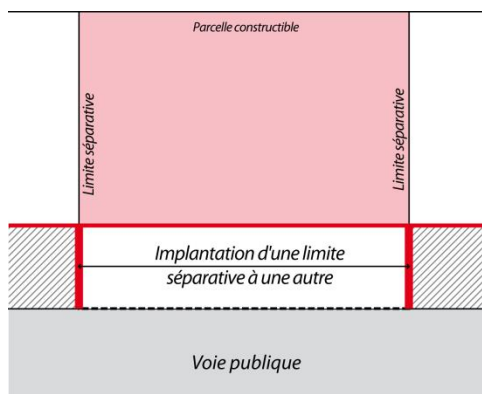 Parcelle constructible
Limite séparative
Limite séparative
Implantation d'une limite
séparative à une autre
Voie publique